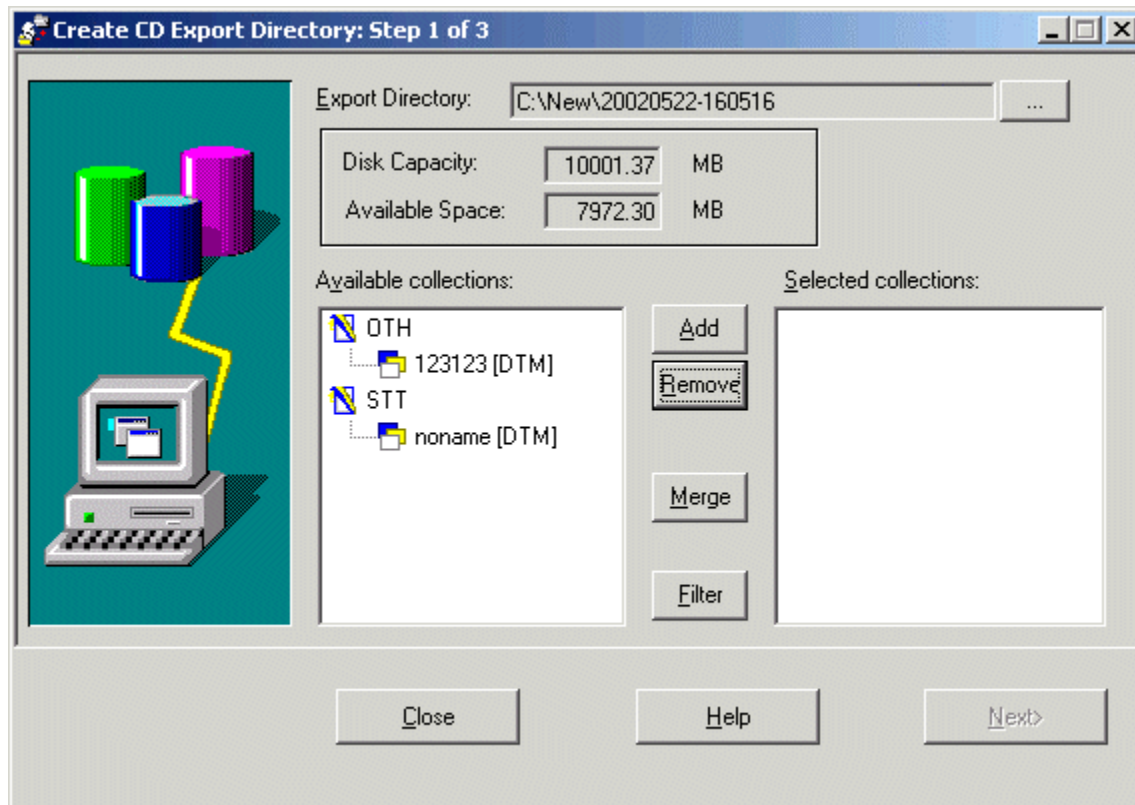 Create CD Export Directory: Step 1 of 3
Export Directory: C:\New\20020522-160516 ...
Disk Capacity: 10001.37 MB
Available Space: 7972.30 MB
Available collections:
Selected collections:
OTH
123123 [DTM]
STT
noname [DTM]
Add
Remove
Merge
Filter
Close
Help
Next>